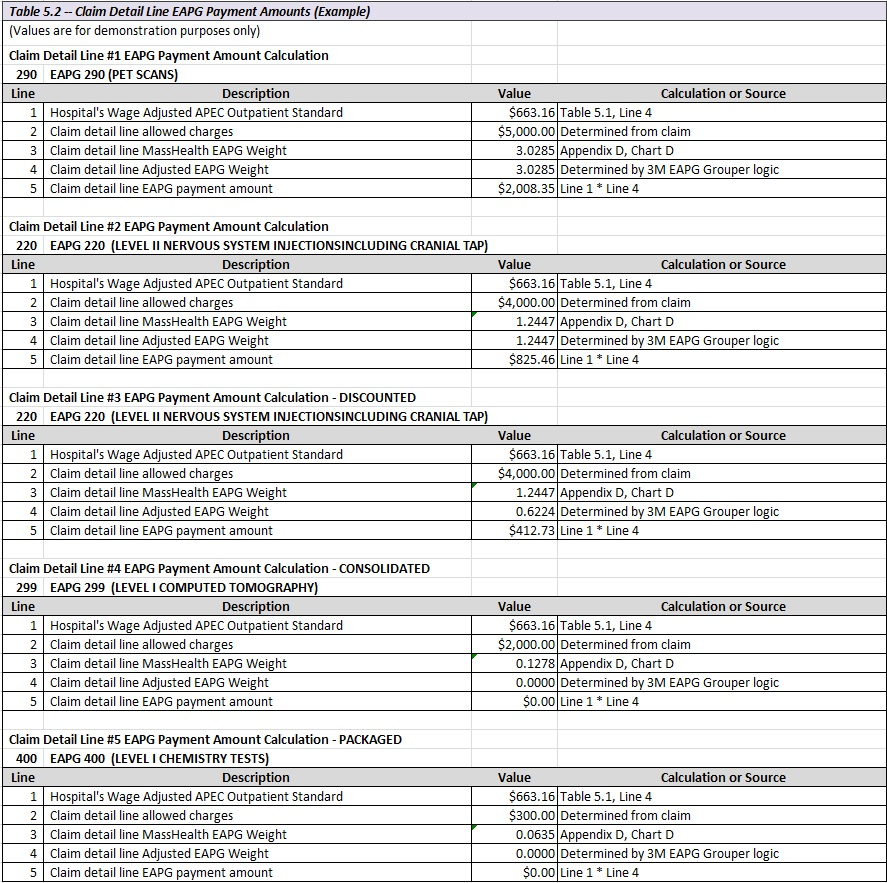 Table 5.2 -- Claim Detail Line EAPG Payment Amounts (Example)
(Values are for demonstration purposes only)
Claim Detail Line #1 EAPG Payment Amount Calculation
290 EAPG 290 (PET SCANS)
Line Description Value Calculation or Source
1 Hospital's Wage Adjusted APEC Outpatient Standard $663.16 Table 5.1, Line 4
2 Claim detail line allowed charges $5,000.00 Determined from claim
3 Claim detail line MassHealth EAPG Weight 3.0285 Appendix D, Chart D
4 Claim detail line Adjusted EAPG Weight 3.0285 Determined by 3M EAPG Grouper logic
5 Claim detail line EAPG payment amount $2,008.35 Line 1 * Line 4
Claim Detail Line #2 EAPG Payment Amount Calculation
220 EAPG 220 (LEVEL II NERVOUS SYSTEM INJECTIONSINCLUDING CRANIAL TAP)
Line Description Value Calculation or Source
1 Hospital's Wage Adjusted APEC Outpatient Standard $663.16 Table 5.1, Line 4
2 Claim detail line allowed charges $4,000.00 Determined from claim
3 Claim detail line MassHealth EAPG Weight 1.2447 Appendix D, Chart D
4 Claim detail line Adjusted EAPG Weight 1.2447 Determined by 3M EAPG Grouper logic
5 Claim detail line EAPG payment amount $825.46 Line 1 * Line 4
Claim Detail Line #3 EAPG Payment Amount Calculation - DISCOUNTED
220 EAPG 220 (LEVEL II NERVOUS SYSTEM INJECTIONSINCLUDING CRANIAL TAP)
Line Description Value Calculation or Source
1 Hospital's Wage Adjusted APEC Outpatient Standard $663.16 Table 5.1, Line 4
2 Claim detail line allowed charges $4,000.00 Determined from claim
3 Claim detail line MassHealth EAPG Weight 1.2447 Appendix D, Chart D
4 Claim detail line Adjusted EAPG Weight 0.6224 Determined by 3M EAPG Grouper logic
5 Claim detail line EAPG payment amount $412.73 Line 1 * Line 4
Claim Detail Line #4 EAPG Payment Amount Calculation - CONSOLIDATED
299 EAPG 299 (LEVEL I COMPUTED TOMOGRAPHY)
Line Description Value Calculation or Source
1 Hospital's Wage Adjusted APEC Outpatient Standard $663.16 Table 5.1, Line 4
2 Claim detail line allowed charges $2,000.00 Determined from claim
3 Claim detail line MassHealth EAPG Weight 0.1278 Appendix D, Chart D
4 Claim detail line Adjusted EAPG Weight 0.0000 Determined by 3M EAPG Grouper logic
5 Claim detail line EAPG payment amount $0.00 Line 1 * Line 4
Claim Detail Line #5 EAPG Payment Amount Calculation - PACKAGED
400 EAPG 400 (LEVEL I CHEMISTRY TESTS)
Line Description Value Calculation or Source
1 Hospital's Wage Adjusted APEC Outpatient Standard $663.16 Table 5.1, Line 4
2 Claim detail line allowed charges $300.00 Determined from claim
3 Claim detail line MassHealth EAPG Weight 0.0635 Appendix D, Chart D
4 Claim detail line Adjusted EAPG Weight 0.0000 Determined by 3M EAPG Grouper logic
5 Claim detail line EAPG payment amount $0.00 Line 1 * Line 4